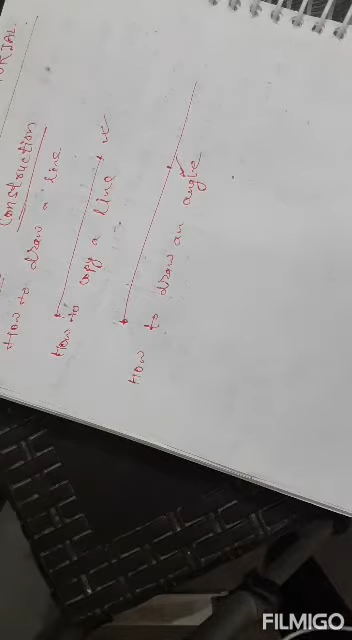 Construction
How to draw a line
How to copy a line
How to draw an angle
FILMIGO